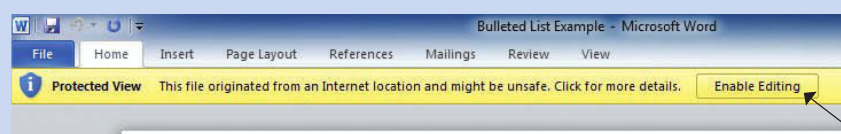 W Bulleted List Example - Microsoft Word
File Home Insert Page Layout References Mailings Review View
Protected View This file originated from an Internet location and might be unsafe. Click for more details. Enable Editing